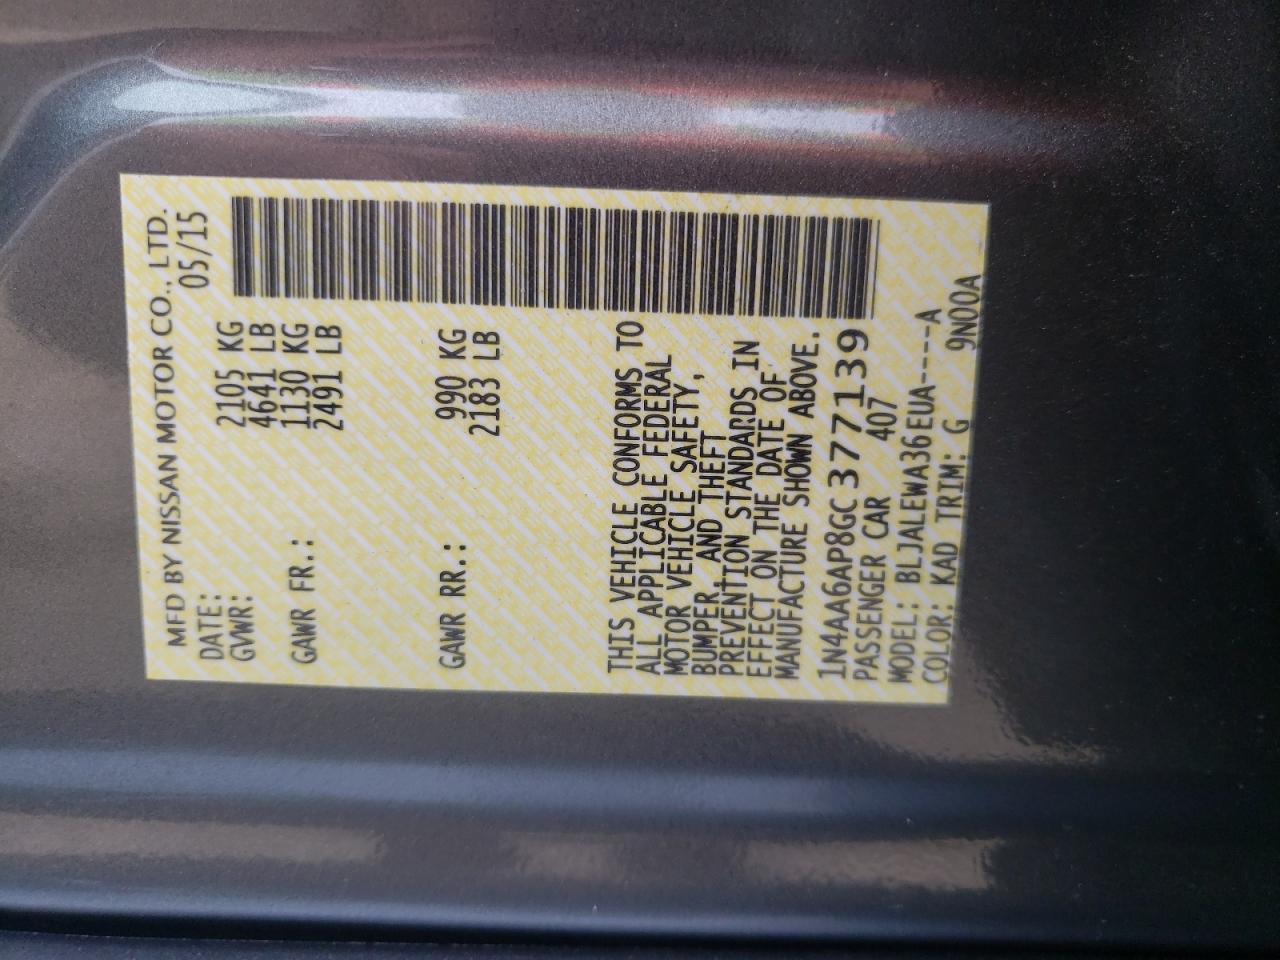 MFD BY NISSAN MOTOR CO., LTD.
DATE: 05/15
GVWR: 2105 KG
4641 LB
GAWR FR.: 1130 KG
2491 LB
GAWR RR.: 990 KG
2183 LB
THIS VEHICLE CONFORMS TO
ALL APPLICABLE FEDERAL
MOTOR VEHICLE SAFETY,
BUMPER AND THEFT
PREVENTION STANDARDS IN
EFFECT ON THE DATE OF
MANUFACTURE SHOWN ABOVE.
1N4AA6AP8GC377139
PASSENGER CAR 407
MODEL: BLJALEWA36EUA-----A
COLOR: KAD TRIM: G 9N00A